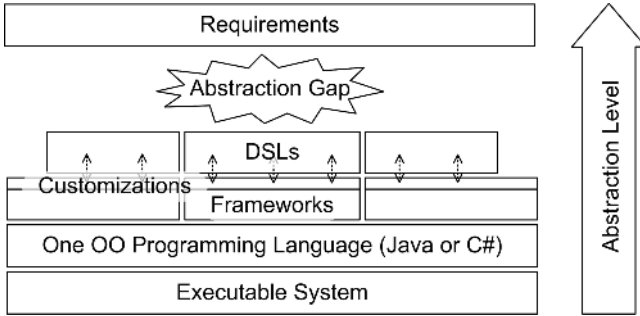 Requirements
Abstraction Gap
DSLs
Customizations
Frameworks
One OO Programming Language (Java or C#)
Executable System
Abstraction Level